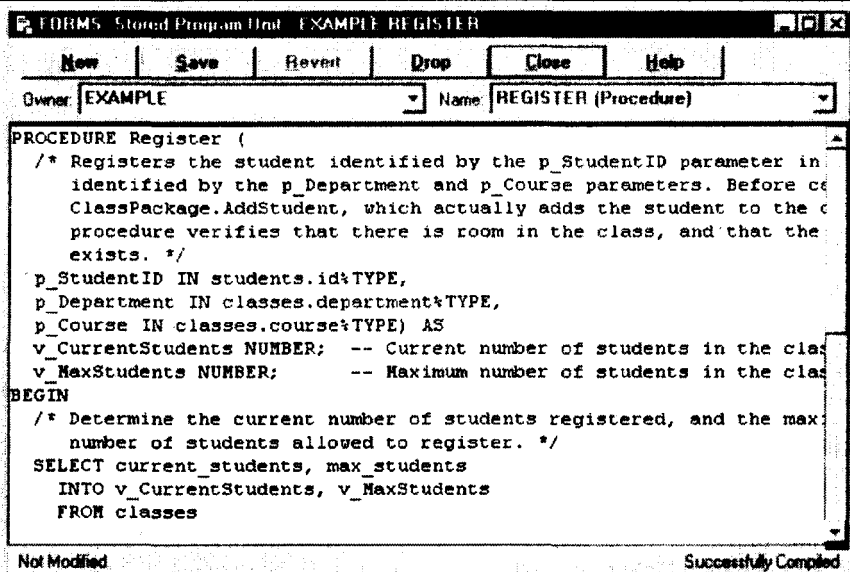 FORMS Stored Program Unit EXAMPLE REGISTER
New Save Revert Drop Close Help
Owner: EXAMPLE Name: REGISTER (Procedure)
PROCEDURE Register (
/* Registers the student identified by the p_StudentID parameter in
identified by the p_Department and p_Course parameters. Before
ClassPackage.AddStudent, which actually adds the student to the
procedure verifies that there is room in the class, and that the
exists. */
p_StudentID IN students.id%TYPE,
p_Department IN classes.department%TYPE,
p_Course IN classes.course%TYPE) AS
v_CurrentStudents NUMBER; -- Current number of students in the
v_MaxStudents NUMBER; -- Maximum number of students in the
BEGIN
/* Determine the current number of students registered, and the
number of students allowed to register. */
SELECT current_students, max_students
INTO v_CurrentStudents, v_MaxStudents
FROM classes
Not Modified Successfully Compiled